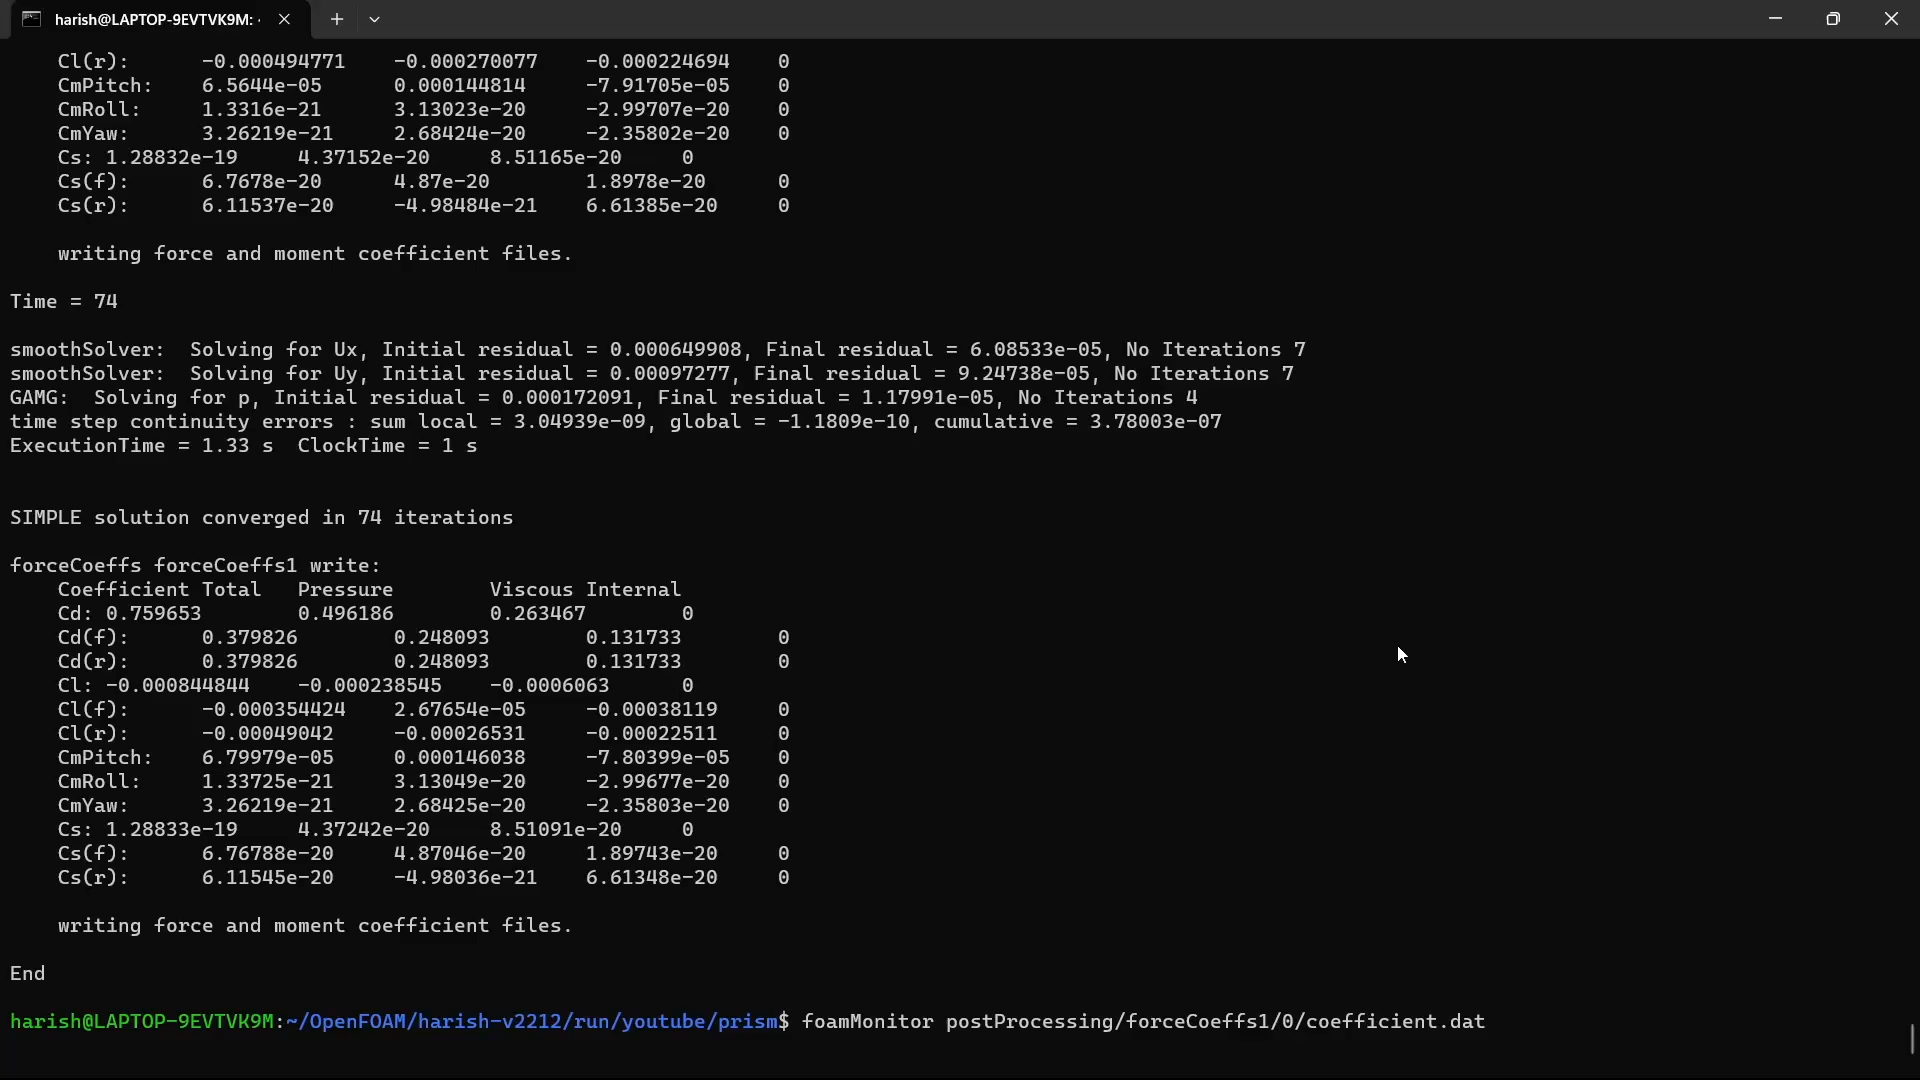 harish@LAPTOP-9EVTVK9M:
Cl(r): -0.000494771 -0.000270077 -0.000224694 0
CmPitch: 6.5644e-05 0.000144814 -7.91705e-05 0
CmRoll: 1.3316e-21 3.13023e-20 -2.99707e-20 0
CmYaw: 3.26219e-21 2.68424e-20 -2.35802e-20 0
Cs: 1.28832e-19 4.37152e-20 8.51165e-20 0
Cs(f): 6.7678e-20 4.87e-20 1.8978e-20 0
Cs(r): 6.11537e-20 -4.98484e-21 6.61385e-20 0
writing force and moment coefficient files.
Time = 74
smoothSolver:  Solving for Ux, Initial residual = 0.000649908, Final residual = 6.08533e-05, No Iterations 7
smoothSolver:  Solving for Uy, Initial residual = 0.00097277, Final residual = 9.24738e-05, No Iterations 7
GAMG:  Solving for p, Initial residual = 0.000172091, Final residual = 1.17991e-05, No Iterations 4
time step continuity errors : sum local = 3.04939e-09, global = -1.1809e-10, cumulative = 3.78003e-07
ExecutionTime = 1.33 s  ClockTime = 1 s
SIMPLE solution converged in 74 iterations
forceCoeffs forceCoeffs1 write:
Coefficient Total Pressure Viscous Internal
Cd: 0.759653 0.496186 0.263467 0
Cd(f): 0.379826 0.248093 0.131733 0
Cd(r): 0.379826 0.248093 0.131733 0
Cl: -0.000844844 -0.000238545 -0.0006063 0
Cl(f): -0.000354424 2.67654e-05 -0.00038119 0
Cl(r): -0.00049042 -0.00026531 -0.00022511 0
CmPitch: 6.79979e-05 0.000146038 -7.80399e-05 0
CmRoll: 1.33725e-21 3.13049e-20 -2.99677e-20 0
CmYaw: 3.26219e-21 2.68425e-20 -2.35803e-20 0
Cs: 1.28833e-19 4.37242e-20 8.51091e-20 0
Cs(f): 6.76788e-20 4.87046e-20 1.89743e-20 0
Cs(r): 6.11545e-20 -4.98036e-21 6.61348e-20 0
writing force and moment coefficient files.
End
harish@LAPTOP-9EVTVK9M:~/OpenFOAM/harish-v2212/run/youtube/prism$ foamMonitor postProcessing/forceCoeffs1/0/coefficient.dat